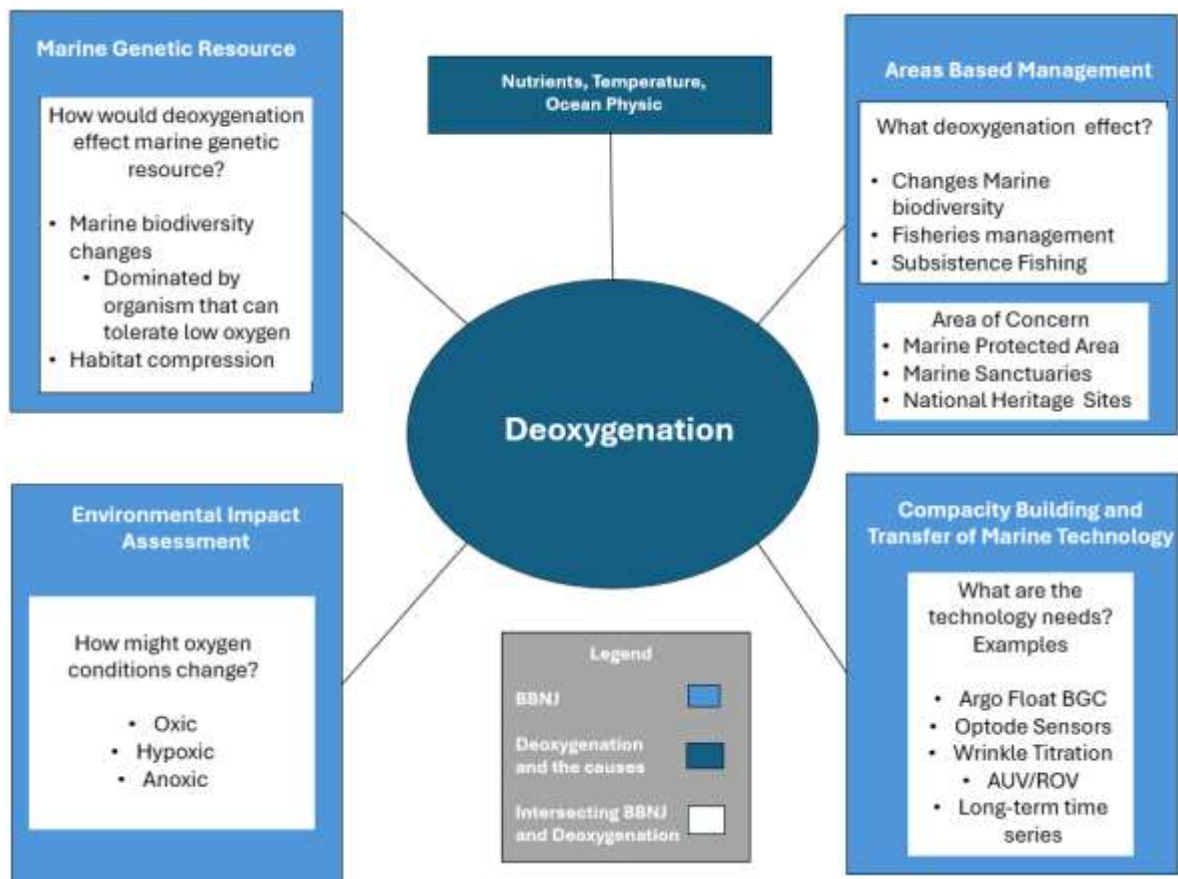 Marine Genetic Resource
How would deoxygenation
effect marine genetic
resource?
• Marine biodiversity
changes
• Dominated by
organism that can
tolerate low oxygen
• Habitat compression
Nutrients, Temperature,
Ocean Physic
Areas Based Management
What deoxygenation effect?
• Changes Marine
biodiversity
• Fisheries management
• Subsistence Fishing
Area of Concern
• Marine Protected Area
• Marine Sanctuaries
• National Heritage Sites
Deoxygenation
Environmental Impact
Assessment
How might oxygen
conditions change?
• Oxic
• Hypoxic
• Anoxic
Legend
BBNJ
Deoxygenation
and the causes
Intersecting BBNJ
and Deoxygenation
Compacity Building and
Transfer of Marine Technology
What are the
technology needs?
Examples
• Argo Float BGC
• Optode Sensors
• Wrinkle Titration
• AUV/ROV
• Long-term time
series